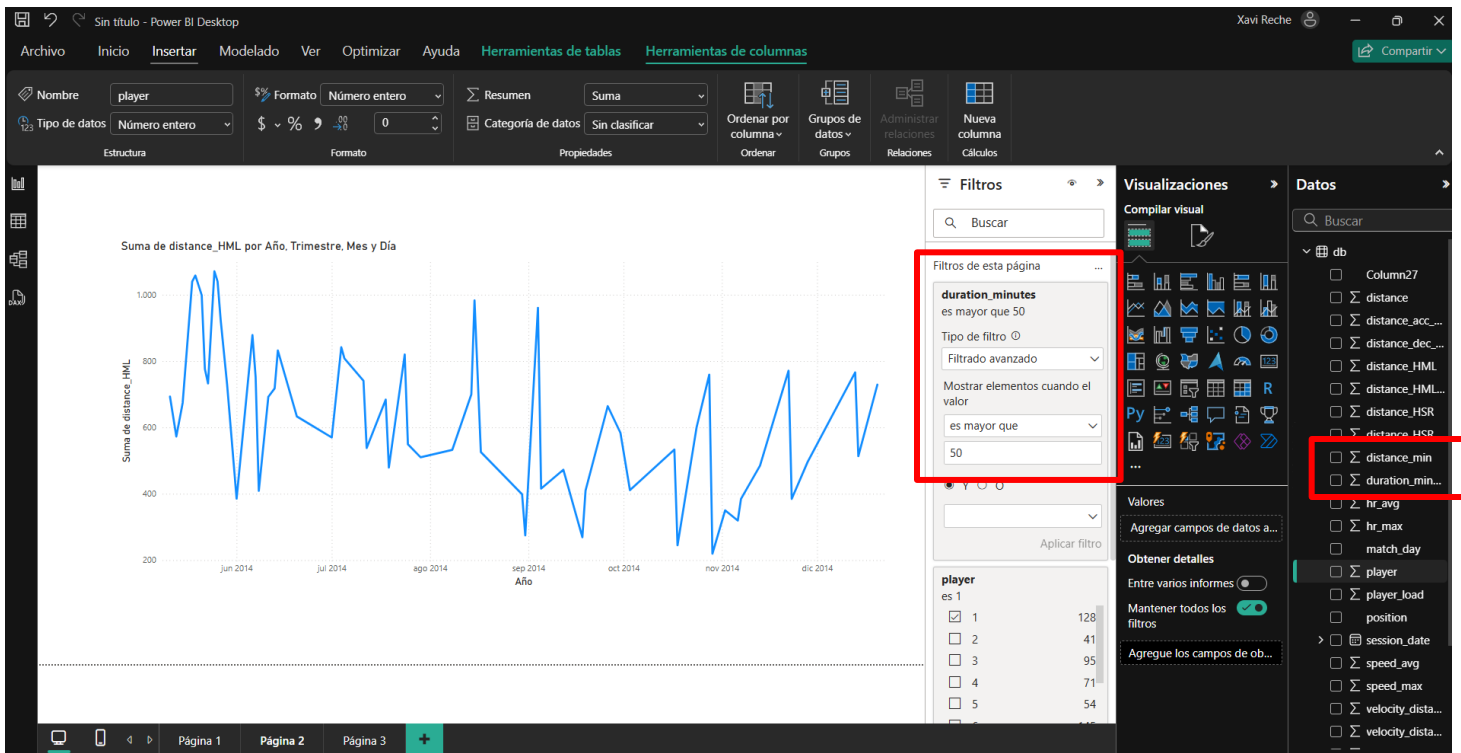 Sin título - Power BI Desktop
Xavi Reche
Archivo Inicio Insertar Modelado Ver Optimizar Ayuda Herramientas de tablas Herramientas de columnas
Compartir
Nombre player
Tipo de datos Número entero
Estructura
Formato Número entero
$ % 0
Formato
Resumen Suma
Categoría de datos Sin clasificar
Propiedades
Ordenar por columna
Ordenar
Grupos de datos
Grupos
Administrar relaciones
Relaciones
Nueva columna
Cálculos
DAX
Suma de distance_HML por Año, Trimestre, Mes y Día
Suma de distance_HML
1.000
800
600
400
200
jun 2014 jul 2014 ago 2014 sep 2014 oct 2014 nov 2014 dic 2014
Año
Filtros
Buscar
Filtros de esta página ...
duration_minutes
es mayor que 50
Tipo de filtro
Filtrado avanzado
Mostrar elementos cuando el
valor
es mayor que
50
Y O
Aplicar filtro
player
es 1
1 128
2 41
3 95
4 71
5 54
Visualizaciones
Compilar visual
123
R
Py
...
Valores
Agregar campos de datos a...
Obtener detalles
Entre varios informes
Mantener todos los
filtros
Agregue los campos de ob...
Datos
Buscar
db
Column27
distance
distance_acc_...
distance_dec_...
distance_HML
distance_HML...
distance_HSR
distance_HSR
distance_min
duration_min...
hr_avg
hr_max
match_day
player
player_load
position
session_date
speed_avg
speed_max
velocity_dista...
velocity_dista...
Página 1 Página 2 Página 3 +